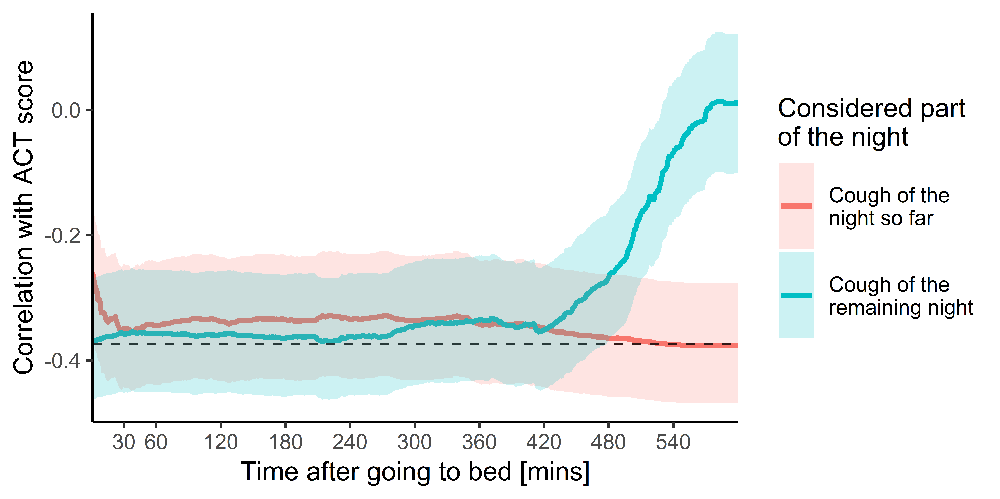 Correlation with ACT score
0.0
-0.2
-0.4
30 60 120 180 240 300 360 420 480 540
Time after going to bed [mins]
Considered part
of the night
Cough of the
night so far
Cough of the
remaining night